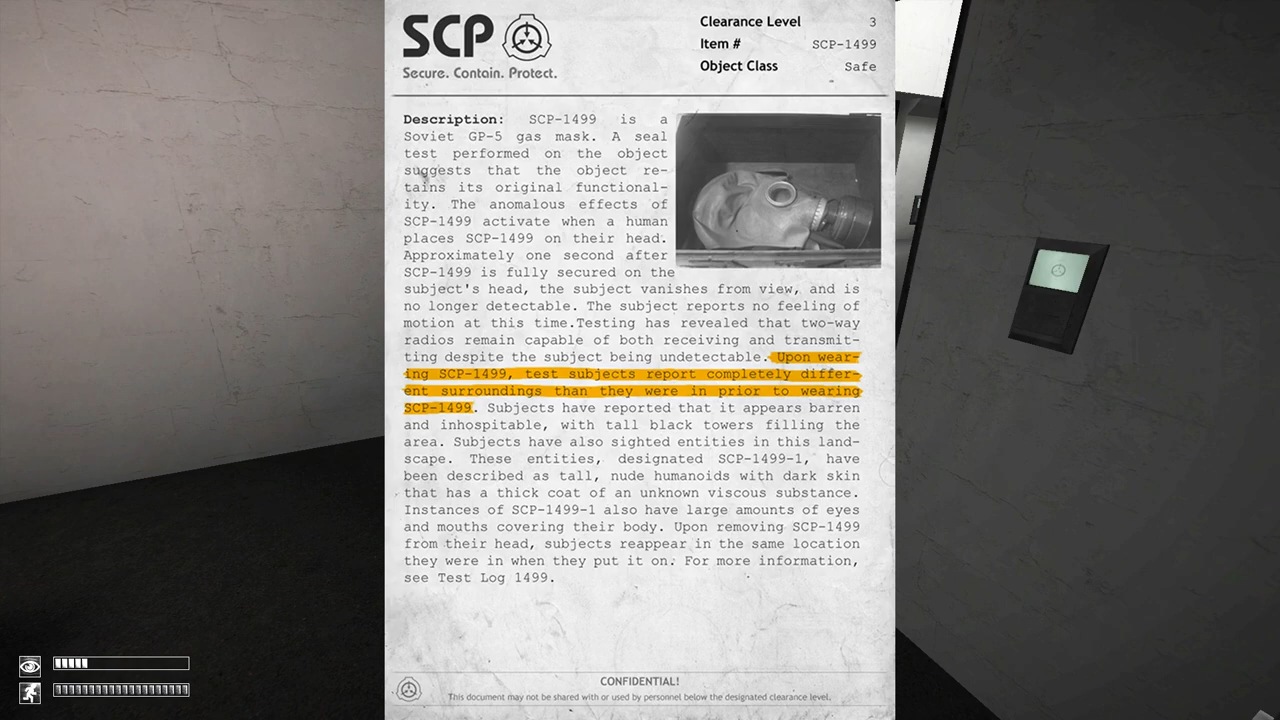 SCP
Secure. Contain. Protect.
Clearance Level 3
Item # SCP-1499
Object Class Safe
Description: SCP-1499 is a
Soviet GP-5 gas mask. A seal
test performed on the object
suggests that the object re-
tains its original functional-
ity. The anomalous effects of
SCP-1499 activate when a human
places SCP-1499 on their head.
Approximately one second after
SCP-1499 is fully secured on the
subject's head, the subject vanishes from view, and is
no longer detectable. The subject reports no feeling of
motion at this time.Testing has revealed that two-way
radios remain capable of both receiving and transmit-
ting despite the subject being undetectable. Upon wear-
ing SCP-1499, test subjects report completely differ-
ent surroundings than they were in prior to wearing
SCP-1499. Subjects have reported that it appears barren
and inhospitable, with tall black towers filling the
area. Subjects have also sighted entities in this land-
scape. These entities, designated SCP-1499-1, have
been described as tall, nude humanoids with dark skin
that has a thick coat of an unknown viscous substance.
Instances of SCP-1499-1 also have large amounts of eyes
and mouths covering their body. Upon removing SCP-1499
from their head, subjects reappear in the same location
they were in when they put it on. For more information,
see Test Log 1499.
CONFIDENTIAL!
This document may not be shared with or used by personnel below the designated clearance level.